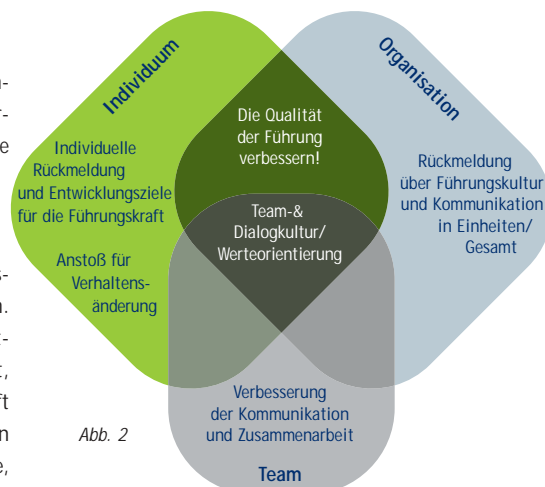 n-
r-
e
s-
n.
t-
t,
ft
n
e,
Individuum
Organisation
Die Qualität
der Führung
verbessern!
Individuelle
Rückmeldung
und Entwicklungsziele
für die Führungskraft
Anstoß für
Verhaltens-
änderung
Team-&
Dialogkultur/
Werteorientierung
Rückmeldung
über Führungskultur
und Kommunikation
in Einheiten/
Gesamt
Verbesserung
der Kommunikation
und Zusammenarbeit
Team
Abb. 2